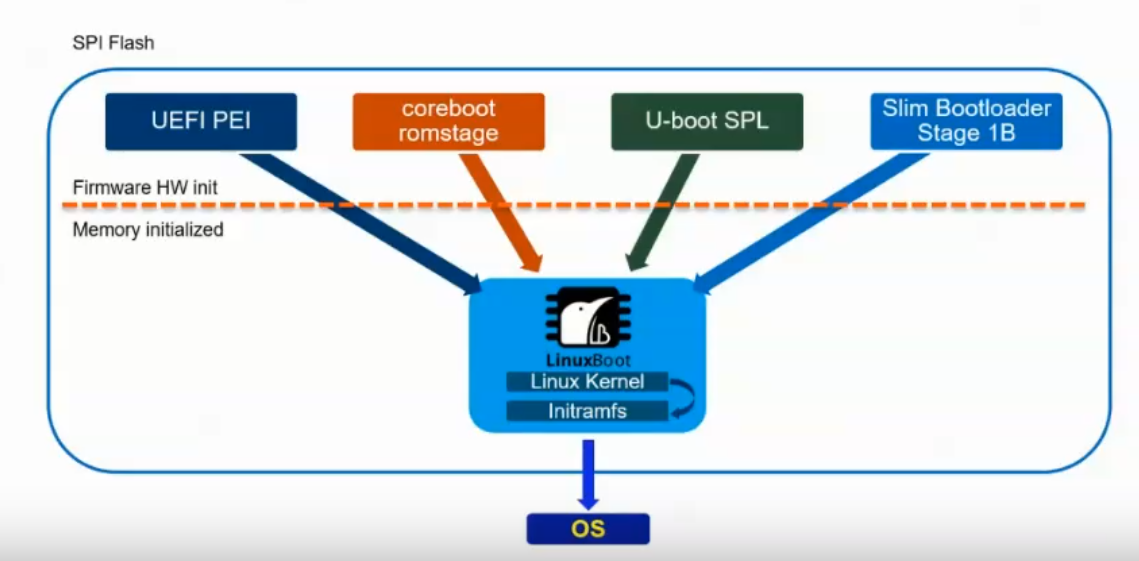 SPI Flash
UEFI PEI
coreboot
romstage
U-boot SPL
Slim Bootloader
Stage 1B
Firmware HW init
Memory initialized
LB
LinuxBoot
Linux Kernel
Initramfs
OS